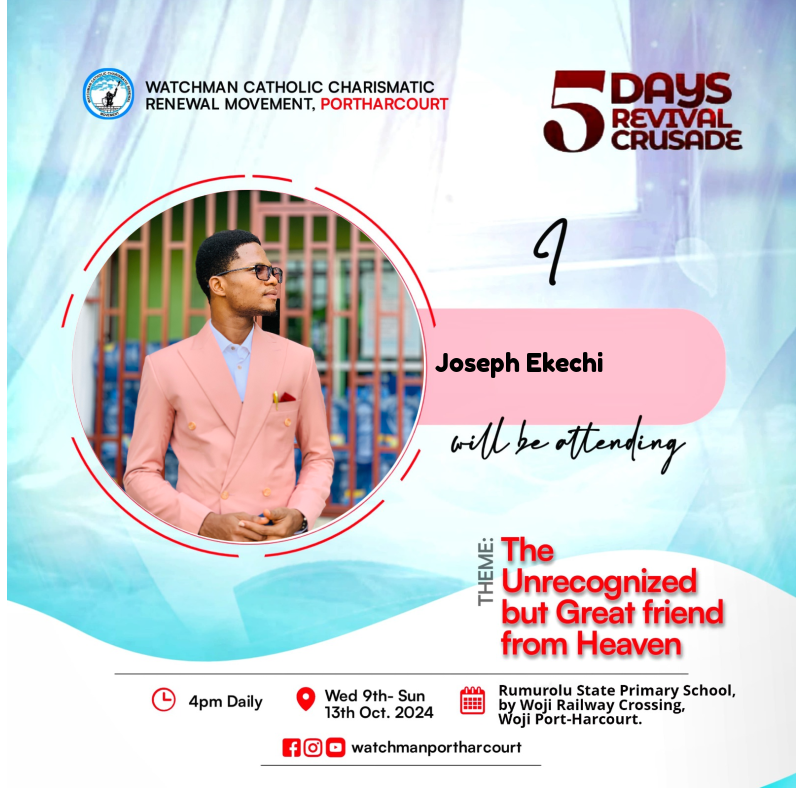 WATCHMAN CATHOLIC CHARISMATIC
RENEWAL MOVEMENT, PORTHARCOURT
5 DAYS
REVIVAL
CRUSADE
I
Joseph Ekechi
will be attending
THEME:
The
Unrecognized
but Great friend
from Heaven
4pm Daily
Wed 9th- Sun
13th Oct. 2024
Rumurolu State Primary School,
by Woji Railway Crossing,
Woji Port-Harcourt.
watchmanportharcourt